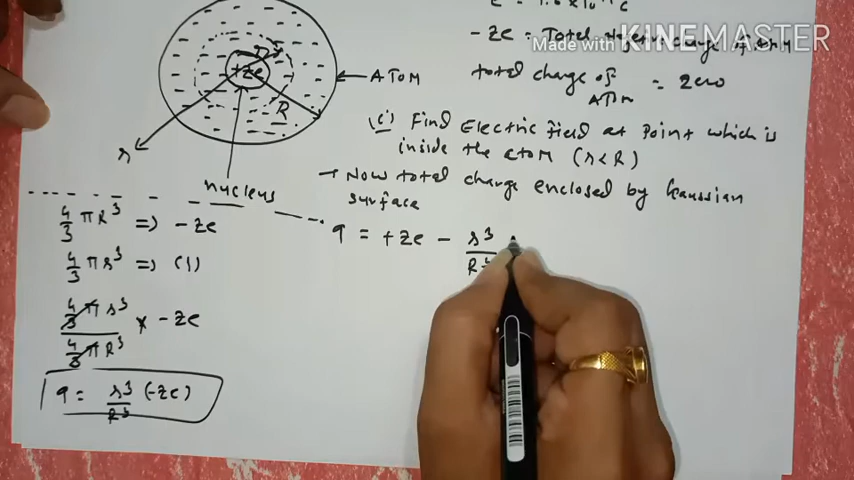 -ze = Total
Made with KINEMASTER
total charge of ATOM = Zero
+ze
R
ATOM
r
nucleus
(i) Find Electric Field at Point which is
inside the atom (r < R)
→ Now total charge enclosed by Gaussian
surface
q = +ze - r³/R³
4/3 πR³ => -ze
4/3 πr³ => (1)
4/3 πr³ / 4/3 πR³ × -ze
q = r³/R³ (-ze)